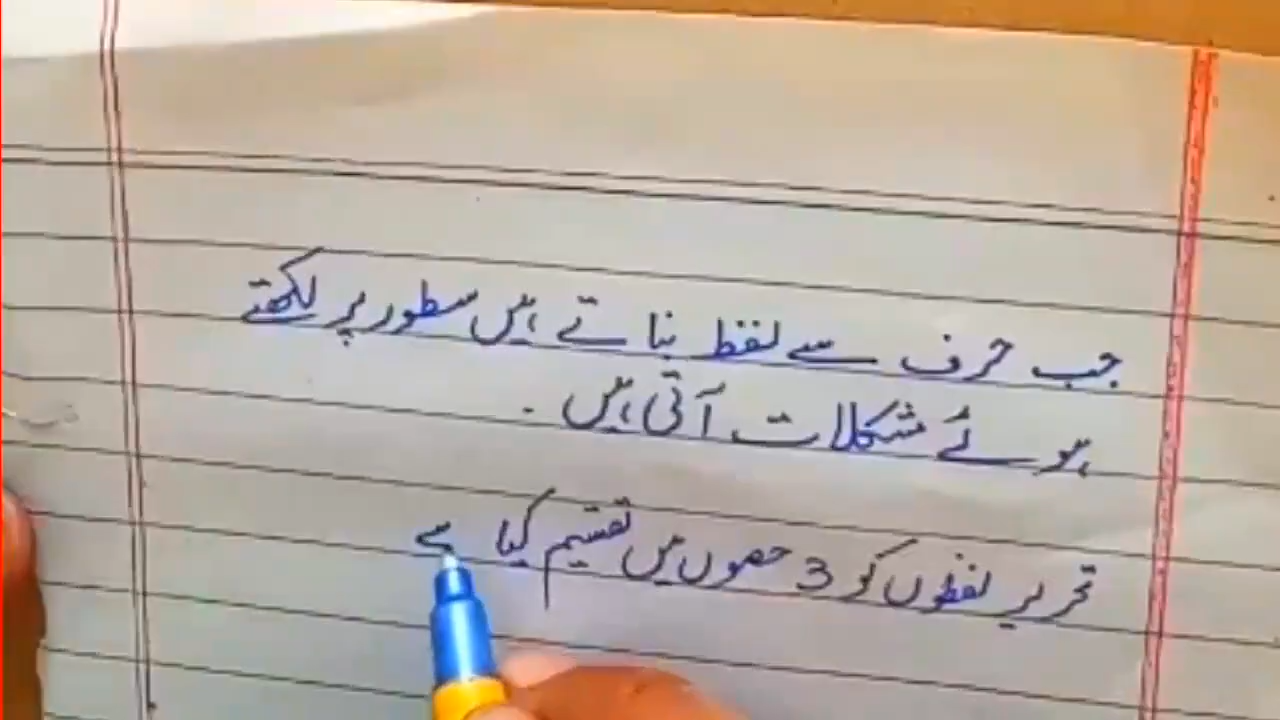 جب حرف سے لفظ بناتے ہیں سطور پر لکھتے
ہوئے شکلات آتی ہیں ۔
تحریر لفظوں کو 3 حصوں میں تقسیم کیا ہے